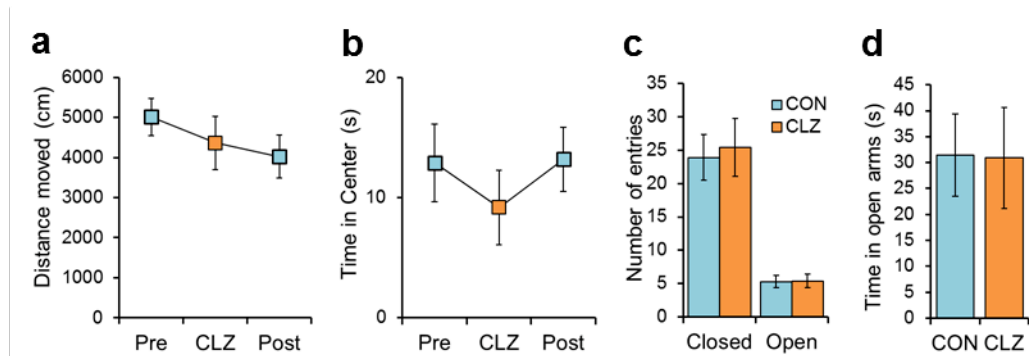 a
Distance moved (cm)
6000
5000
4000
3000
2000
1000
0
Pre CLZ Post
b
Time in Center (s)
20
10
0
Pre CLZ Post
c
Number of entries
35
30
25
20
15
10
5
0
CON
CLZ
Closed Open
d
Time in open arms (s)
45
40
35
30
25
20
15
10
5
0
CON CLZ